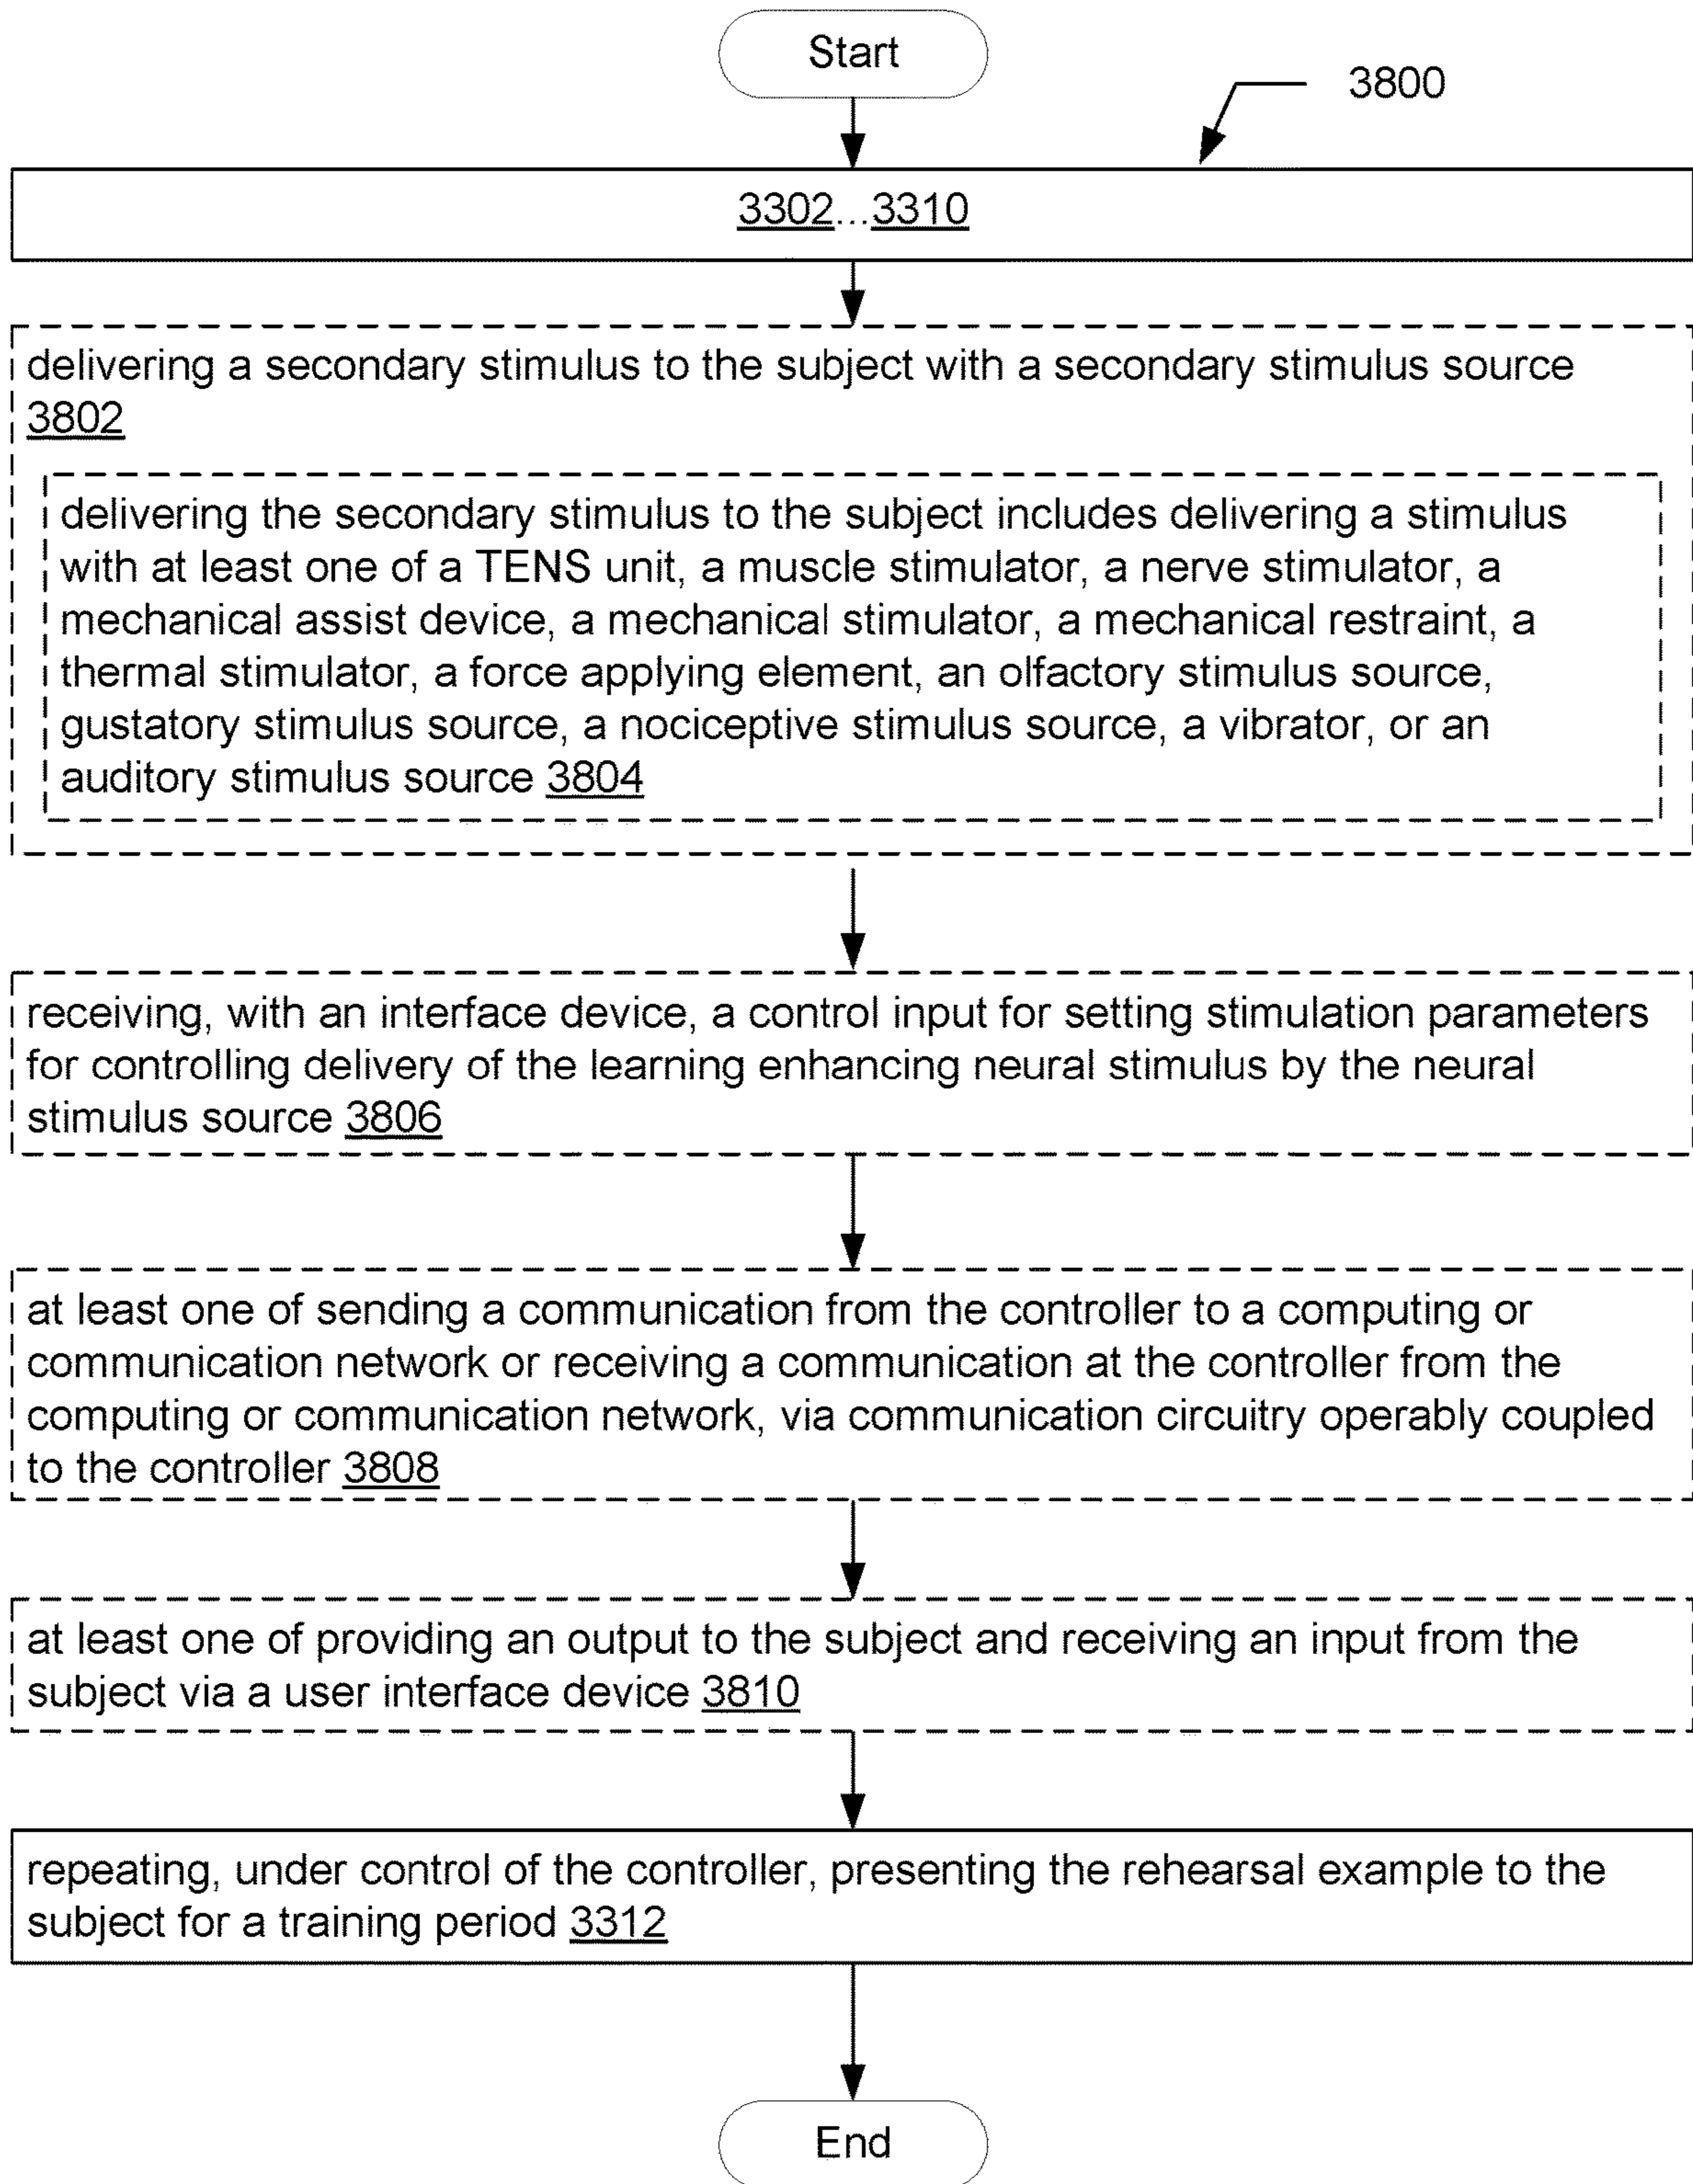 Start
3800
3302...3310
delivering a secondary stimulus to the subject with a secondary stimulus source
3802
delivering the secondary stimulus to the subject includes delivering a stimulus
with at least one of a TENS unit, a muscle stimulator, a nerve stimulator, a
mechanical assist device, a mechanical stimulator, a mechanical restraint, a
thermal stimulator, a force applying element, an olfactory stimulus source,
gustatory stimulus source, a nociceptive stimulus source, a vibrator, or an
auditory stimulus source 3804
receiving, with an interface device, a control input for setting stimulation parameters
for controlling delivery of the learning enhancing neural stimulus by the neural
stimulus source 3806
at least one of sending a communication from the controller to a computing or
communication network or receiving a communication at the controller from the
computing or communication network, via communication circuitry operably coupled
to the controller 3808
at least one of providing an output to the subject and receiving an input from the
subject via a user interface device 3810
repeating, under control of the controller, presenting the rehearsal example to the
subject for a training period 3312
End